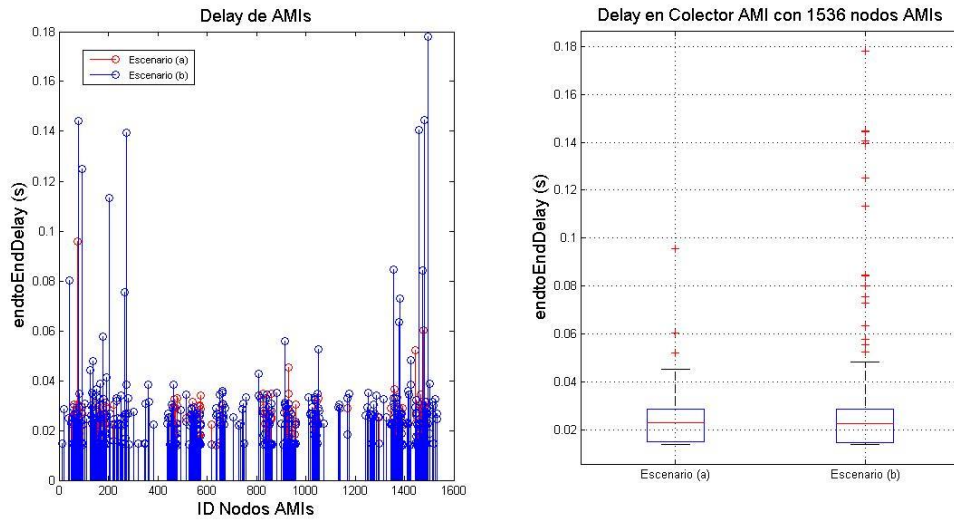 Delay de AMIs
endtoEndDelay (s)
0.18
0.16
0.14
0.12
0.1
0.08
0.06
0.04
0.02
0
Escenario (a)
Escenario (b)
0 200 400 600 800 1000 1200 1400 1600
ID Nodos AMIs
Delay en Colector AMI con 1536 nodos AMIs
endtoEndDelay (s)
0.18
0.16
0.14
0.12
0.1
0.08
0.06
0.04
0.02
Escenario (a) Escenario (b)